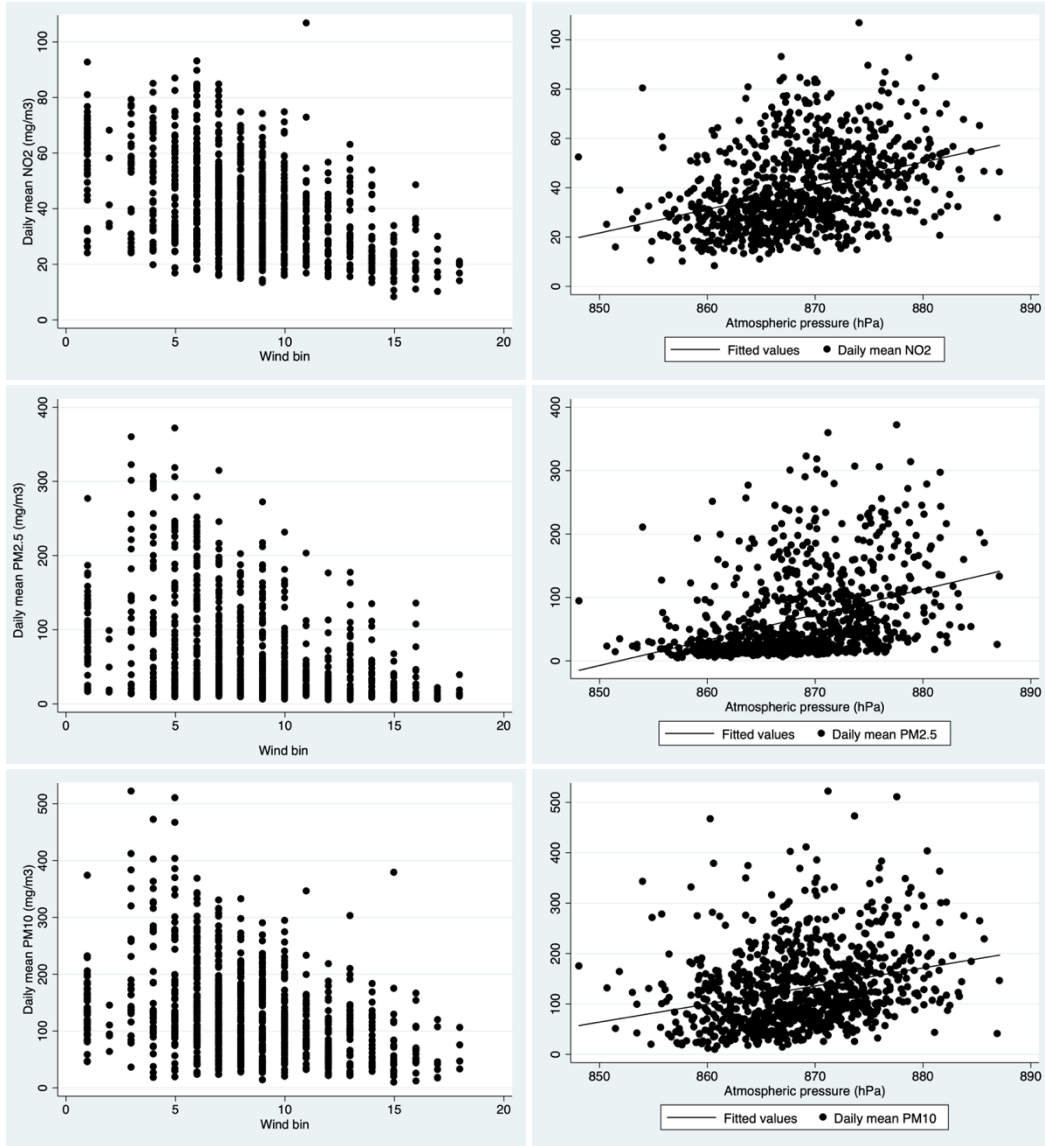 Daily mean NO2 (mg/m3)
100
80
60
40
20
0
0 5 10 15 20
Wind bin
100
80
60
40
20
0
850 860 870 880 890
Atmospheric pressure (hPa)
Fitted values Daily mean NO2
Daily mean PM2.5 (mg/m3)
400
300
200
100
0
0 5 10 15 20
Wind bin
400
300
200
100
0
850 860 870 880 890
Atmospheric pressure (hPa)
Fitted values Daily mean PM2.5
Daily mean PM10 (mg/m3)
500
400
300
200
100
0
0 5 10 15 20
Wind bin
500
400
300
200
100
0
850 860 870 880 890
Atmospheric pressure (hPa)
Fitted values Daily mean PM10